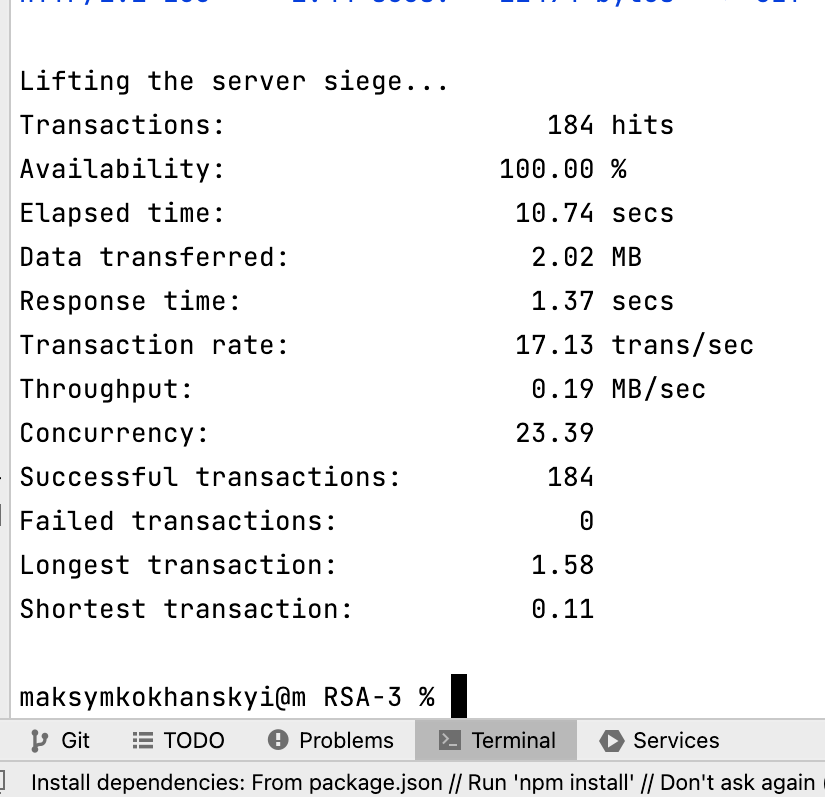 Lifting the server siege...
Transactions: 184 hits
Availability: 100.00 %
Elapsed time: 10.74 secs
Data transferred: 2.02 MB
Response time: 1.37 secs
Transaction rate: 17.13 trans/sec
Throughput: 0.19 MB/sec
Concurrency: 23.39
Successful transactions: 184
Failed transactions: 0
Longest transaction: 1.58
Shortest transaction: 0.11
maksymkokhanskyi@m RSA-3 %
Git TODO Problems Terminal Services
Install dependencies: From package.json // Run 'npm install' // Don't ask again (